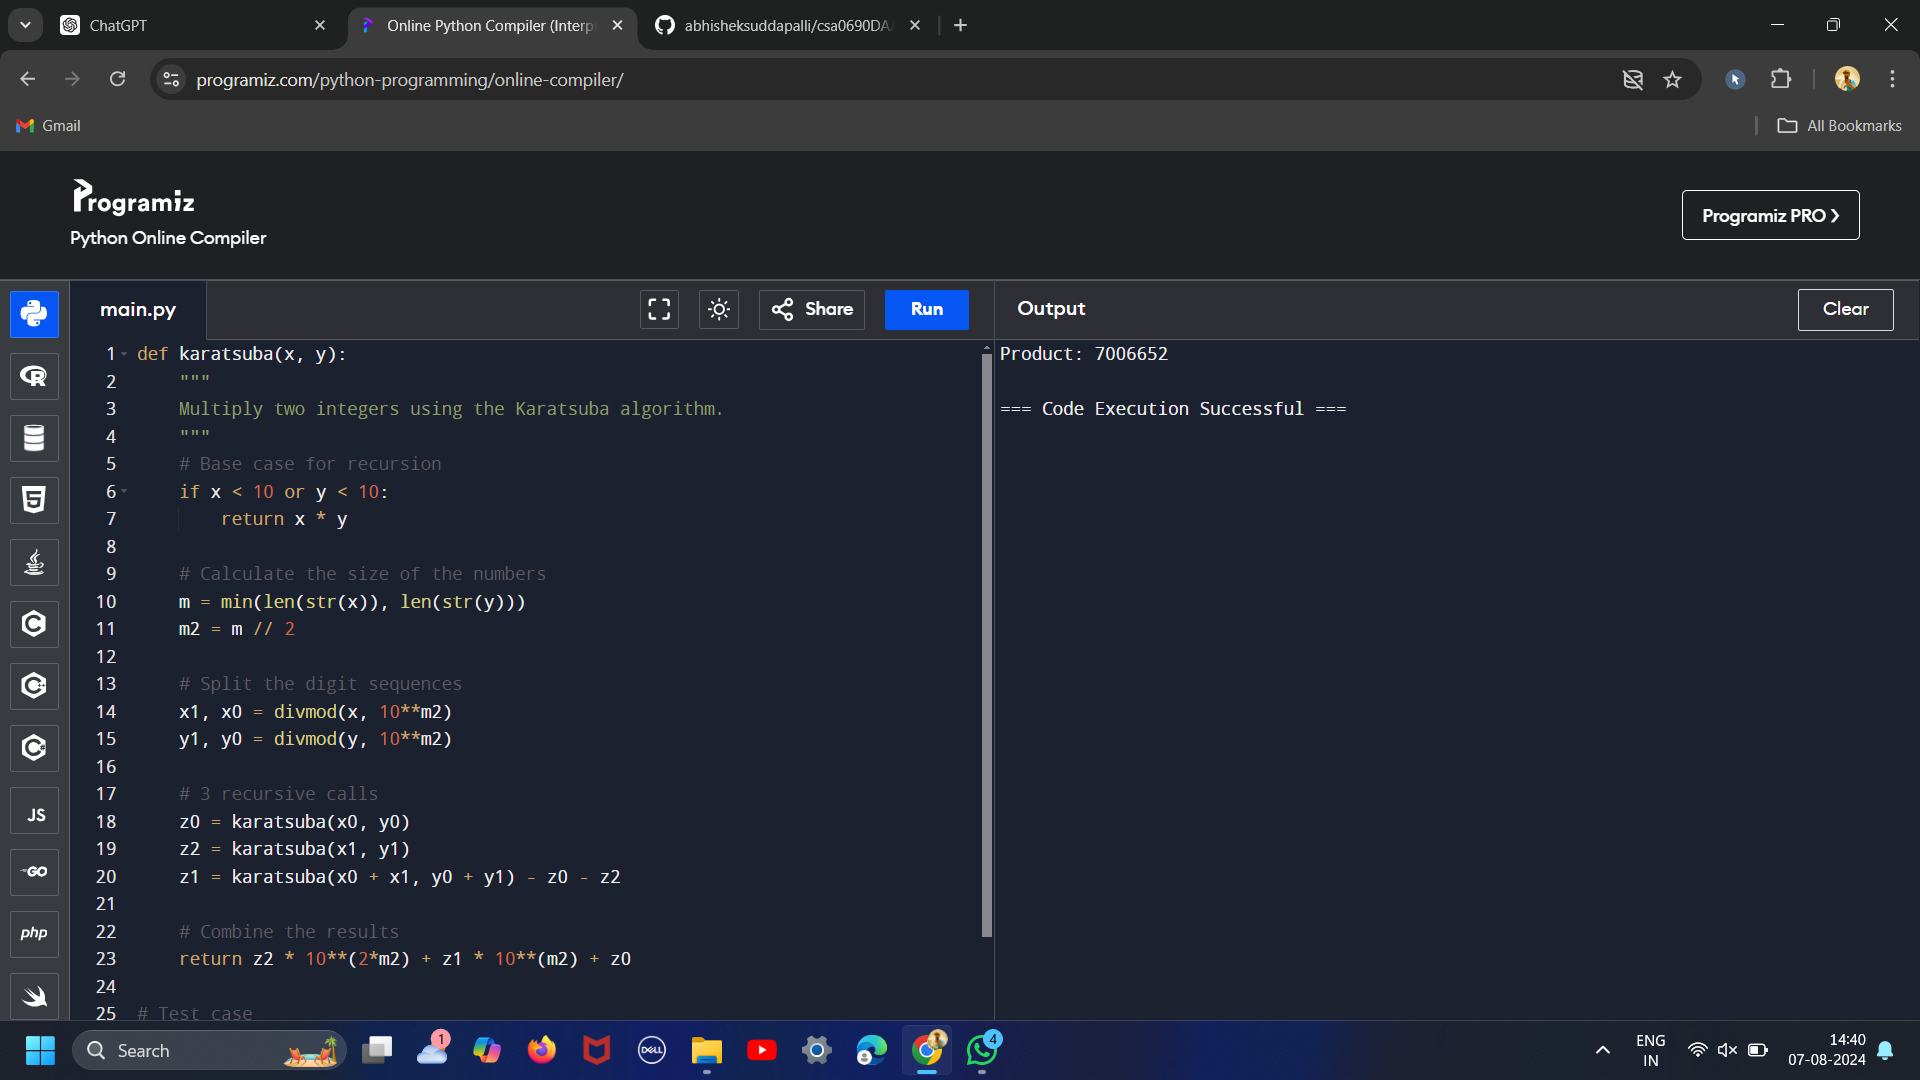 ChatGPT
Online Python Compiler (Interp
abhisheksuddapalli/csa0690DA
programiz.com/python-programming/online-compiler/
Gmail
All Bookmarks
Programiz
Python Online Compiler
Programiz PRO ❯
main.py
Share
Run
Output
Clear
1 def karatsuba(x, y):
2 """
3 Multiply two integers using the Karatsuba algorithm.
4 """
5 # Base case for recursion
6 if x < 10 or y < 10:
7 return x * y
8
9 # Calculate the size of the numbers
10 m = min(len(str(x)), len(str(y)))
11 m2 = m // 2
12
13 # Split the digit sequences
14 x1, x0 = divmod(x, 10**m2)
15 y1, y0 = divmod(y, 10**m2)
16
17 # 3 recursive calls
18 z0 = karatsuba(x0, y0)
19 z2 = karatsuba(x1, y1)
20 z1 = karatsuba(x0 + x1, y0 + y1) - z0 - z2
21
22 # Combine the results
23 return z2 * 10**(2*m2) + z1 * 10**(m2) + z0
24
25 # Test case
Product: 7006652
=== Code Execution Successful ===
R
5
C
C
C
JS
GO
php
Search
1
DELL
4
ENG
IN
14:40
07-08-2024